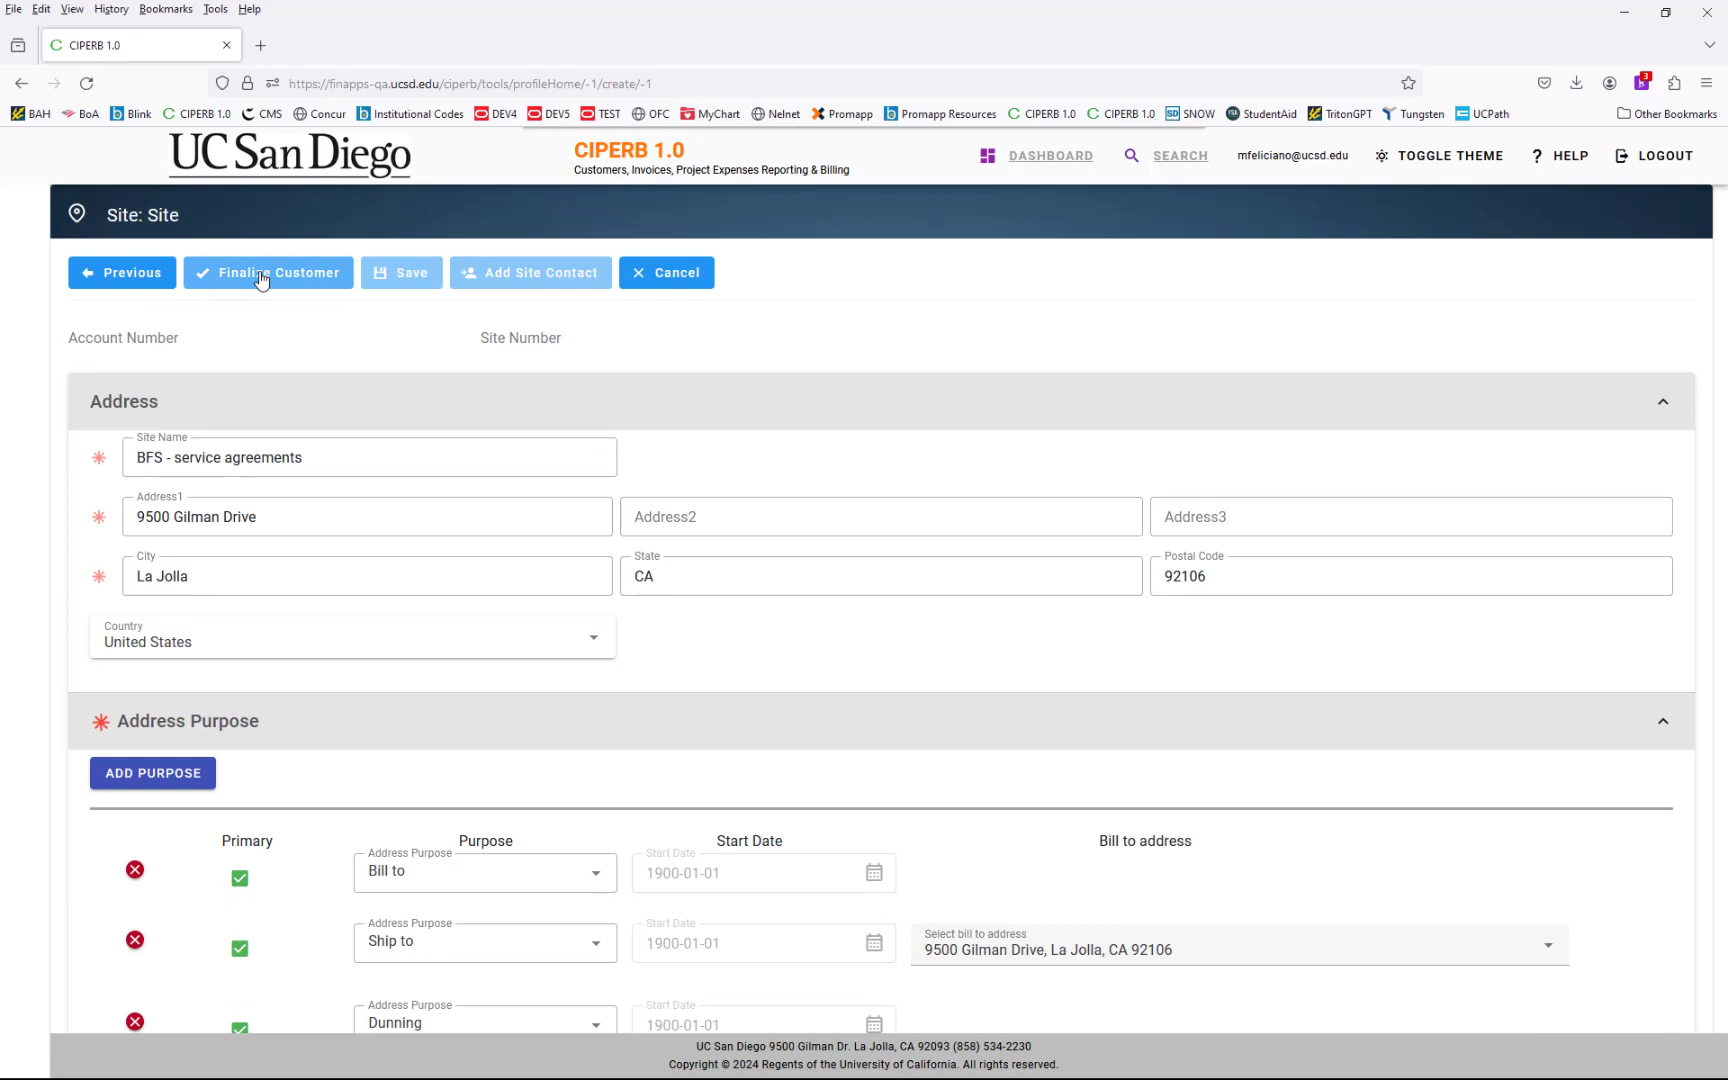 File Edit View History Bookmarks Tools Help
CIPERB 1.0
https://finapps-qa.ucsd.edu/ciperb/tools/profileHome/-1/create/-1
3
BAH BoA Blink CIPERB 1.0 CMS Concur Institutional Codes DEV4 DEV5 TEST OFC MyChart Nelnet Promapp Promapp Resources CIPERB 1.0 CIPERB 1.0 SNOW StudentAid TritonGPT Tungsten UCPath Other Bookmarks
UC San Diego
CIPERB 1.0
Customers, Invoices, Project Expenses Reporting & Billing
DASHBOARD SEARCH mfeliciano@ucsd.edu TOGGLE THEME ? HELP LOGOUT
Site: Site
Previous Finalize Customer Save Add Site Contact Cancel
Account Number Site Number
Address
Site Name
BFS - service agreements
Address1
9500 Gilman Drive Address2 Address3
City State Postal Code
La Jolla CA 92106
Country
United States
Address Purpose
ADD PURPOSE
Primary Purpose Start Date Bill to address
Address Purpose Start Date
Bill to 1900-01-01
Address Purpose Start Date Select bill to address
Ship to 1900-01-01 9500 Gilman Drive, La Jolla, CA 92106
Address Purpose Start Date
Dunning 1900-01-01
UC San Diego 9500 Gilman Dr. La Jolla, CA 92093 (858) 534-2230
Copyright © 2024 Regents of the University of California. All rights reserved.